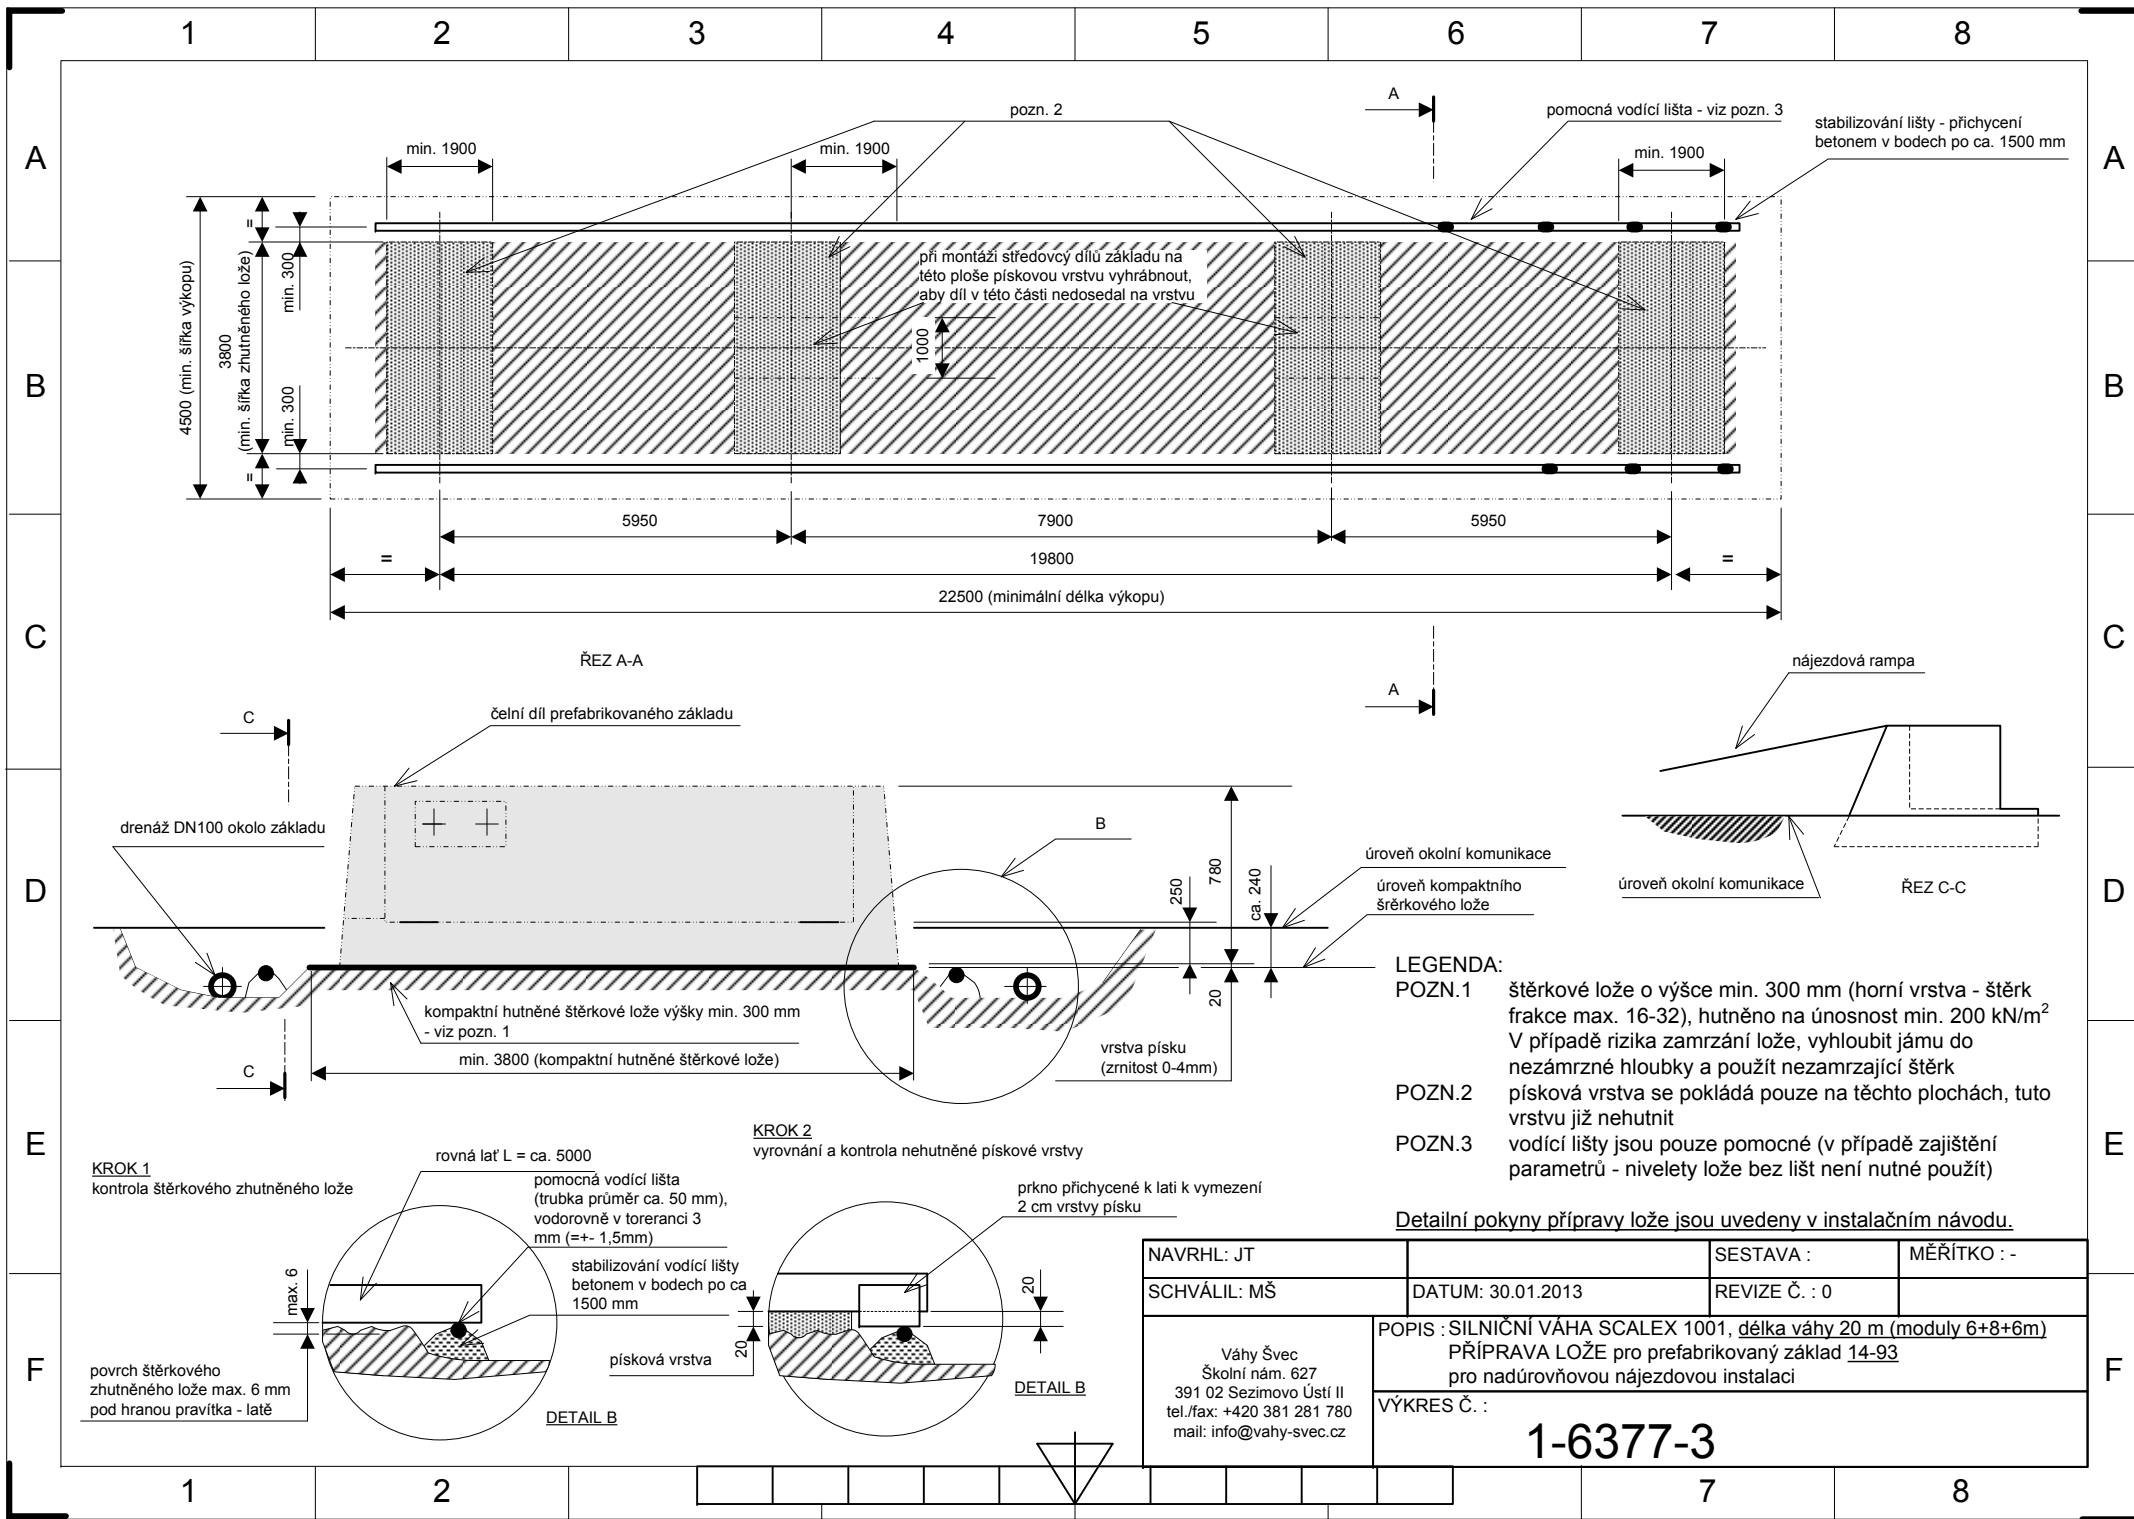 1 2 3 4 5 6 7 8
A
B
C
D
E
F
A
B
C
D
E
F
pozn. 2
A
pomocná vodící lišta - viz pozn. 3
stabilizování lišty - přichycení
betonem v bodech po ca. 1500 mm
min. 1900
min. 1900
min. 1900
4500 (min. šířka výkopu)
3800
(min. šířka zhutněného lože)
=
=
min. 300
min. 300
při montáži středovcý dílů základu na
této ploše pískovou vrstvu vyhrábnout,
aby díl v této části nedosedal na vrstvu
1000
5950
7900
5950
=
19800
=
22500 (minimální délka výkopu)
A
ŘEZ A-A
C
čelní díl prefabrikovaného základu
drenáž DN100 okolo základu
B
780
250
ca. 240
20
úroveň okolní komunikace
úroveň kompaktního
šrěrkového lože
kompaktní hutněné štěrkové lože výšky min. 300 mm
- viz pozn. 1
min. 3800 (kompaktní hutněné štěrkové lože)
C
vrstva písku
(zrnitost 0-4mm)
nájezdová rampa
úroveň okolní komunikace
ŘEZ C-C
LEGENDA:
POZN.1 štěrkové lože o výšce min. 300 mm (horní vrstva - štěrk
frakce max. 16-32), hutněno na únosnost min. 200 kN/m²
V případě rizika zamrzání lože, vyhloubit jámu do
nezámrzné hloubky a použít nezamrzající štěrk
POZN.2 písková vrstva se pokládá pouze na těchto plochách, tuto
vrstvu již nehutnit
POZN.3 vodící lišty jsou pouze pomocné (v případě zajištění
parametrů - nivelety lože bez lišt není nutné použít)
Detailní pokyny přípravy lože jsou uvedeny v instalačním návodu.
KROK 1
kontrola štěrkového zhutněného lože
rovná lať L = ca. 5000
pomocná vodící lišta
(trubka průměr ca. 50 mm),
vodorovně v toreranci 3
mm (=+- 1,5mm)
stabilizování vodící lišty
betonem v bodech po ca
1500 mm
max. 6
povrch štěrkového
zhutněného lože max. 6 mm
pod hranou pravítka - latě
DETAIL B
KROK 2
vyrovnání a kontrola nehutněné pískové vrstvy
prkno přichycené k lati k vymezení
2 cm vrstvy písku
20
20
písková vrstva
DETAIL B
NAVRHL: JT
SESTAVA :
MĚŘÍTKO : -
SCHVÁLIL: MŠ
DATUM: 30.01.2013
REVIZE Č. : 0
Váhy Švec
Školní nám. 627
391 02 Sezimovo Ústí II
tel./fax: +420 381 281 780
mail: info@vahy-svec.cz
POPIS : SILNIČNÍ VÁHA SCALEX 1001, délka váhy 20 m (moduly 6+8+6m)
PŘÍPRAVA LOŽE pro prefabrikovaný základ 14-93
pro nadúrovňovou nájezdovou instalaci
VÝKRES Č. :
1-6377-3
1 2 7 8